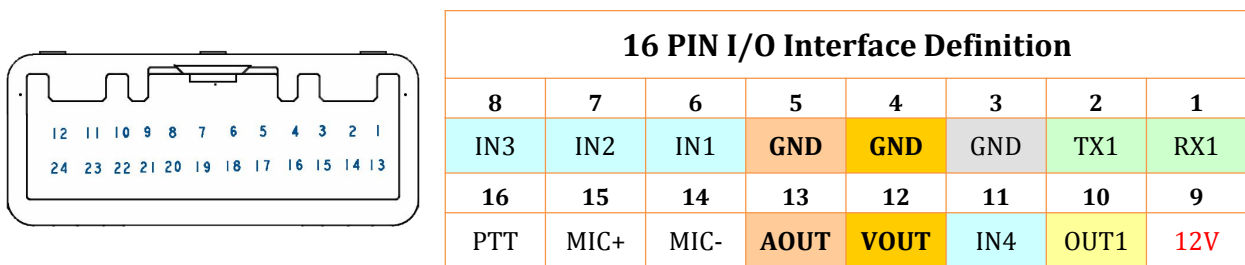 12 11 10 9 8 7 6 5 4 3 2 1
24 23 22 21 20 19 18 17 16 15 14 13
16 PIN I/O Interface Definition
8 7 6 5 4 3 2 1
IN3 IN2 IN1 GND GND GND TX1 RX1
16 15 14 13 12 11 10 9
PTT MIC+ MIC- AOUT VOUT IN4 OUT1 12V